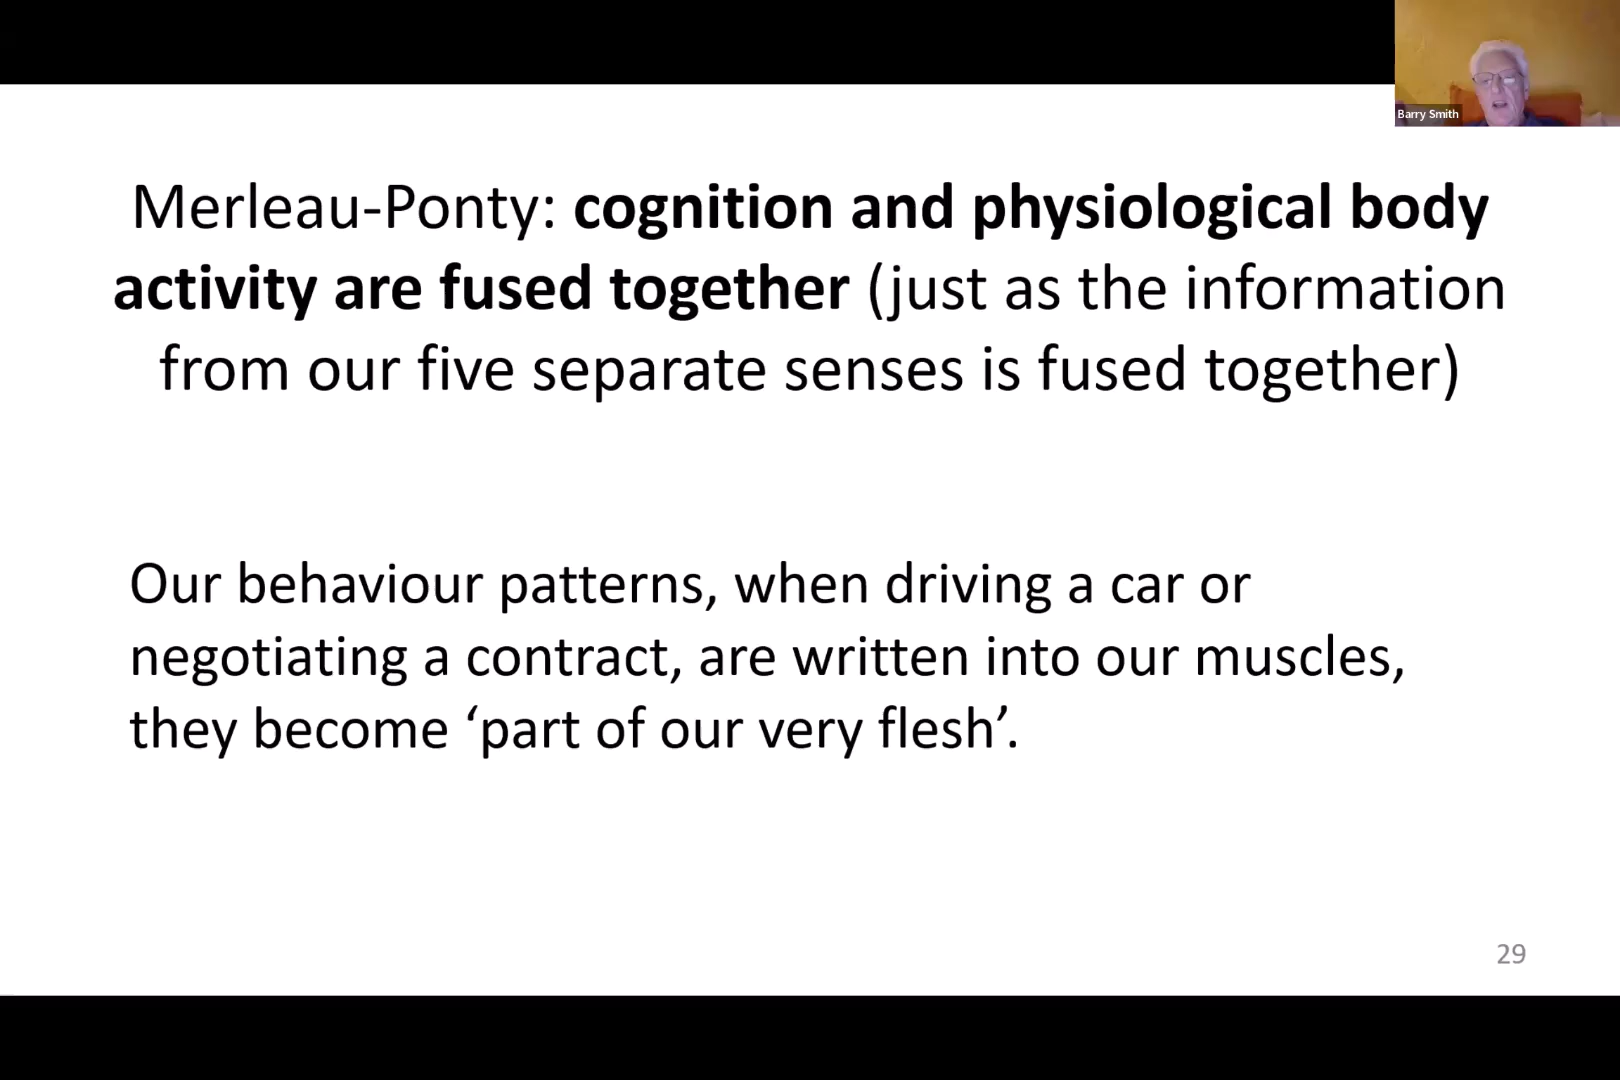 Barry Smith
Merleau-Ponty: cognition and physiological body
activity are fused together (just as the information
from our five separate senses is fused together)
Our behaviour patterns, when driving a car or
negotiating a contract, are written into our muscles,
they become ‘part of our very flesh’.
29